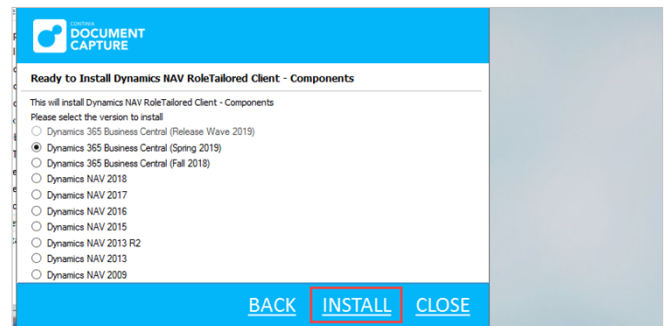 CONTINIA
DOCUMENT
CAPTURE
Ready to Install Dynamics NAV RoleTailored Client - Components
This will install Dynamics NAV RoleTailored Client - Components
Please select the version to install
Dynamics 365 Business Central (Release Wave 2019)
Dynamics 365 Business Central (Spring 2019)
Dynamics 365 Business Central (Fall 2018)
Dynamics NAV 2018
Dynamics NAV 2017
Dynamics NAV 2016
Dynamics NAV 2015
Dynamics NAV 2013 R2
Dynamics NAV 2013
Dynamics NAV 2009
BACK INSTALL CLOSE